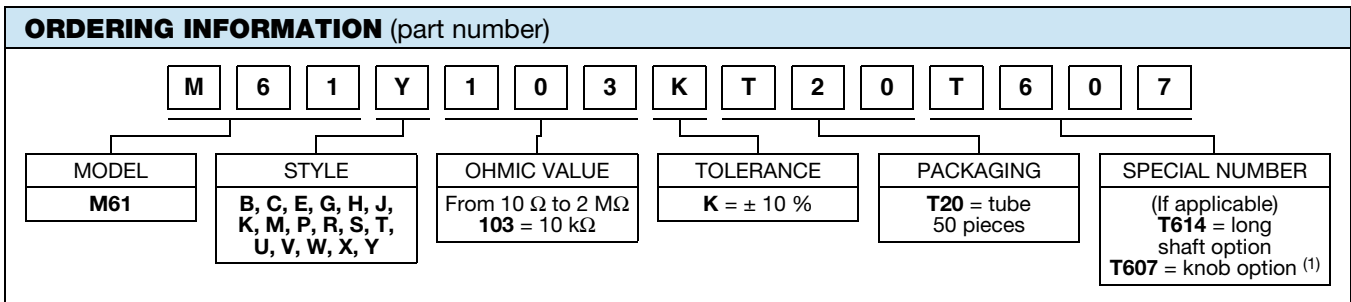 ORDERING INFORMATION (part number)
M 6 1 Y 1 0 3 K T 2 0 T 6 0 7
MODEL
M61
STYLE
B, C, E, G, H, J,
K, M, P, R, S, T,
U, V, W, X, Y
OHMIC VALUE
From 10 Ω to 2 MΩ
103 = 10 kΩ
TOLERANCE
K = ± 10 %
PACKAGING
T20 = tube
50 pieces
SPECIAL NUMBER
(If applicable)
T614 = long
shaft option
T607 = knob option (1)